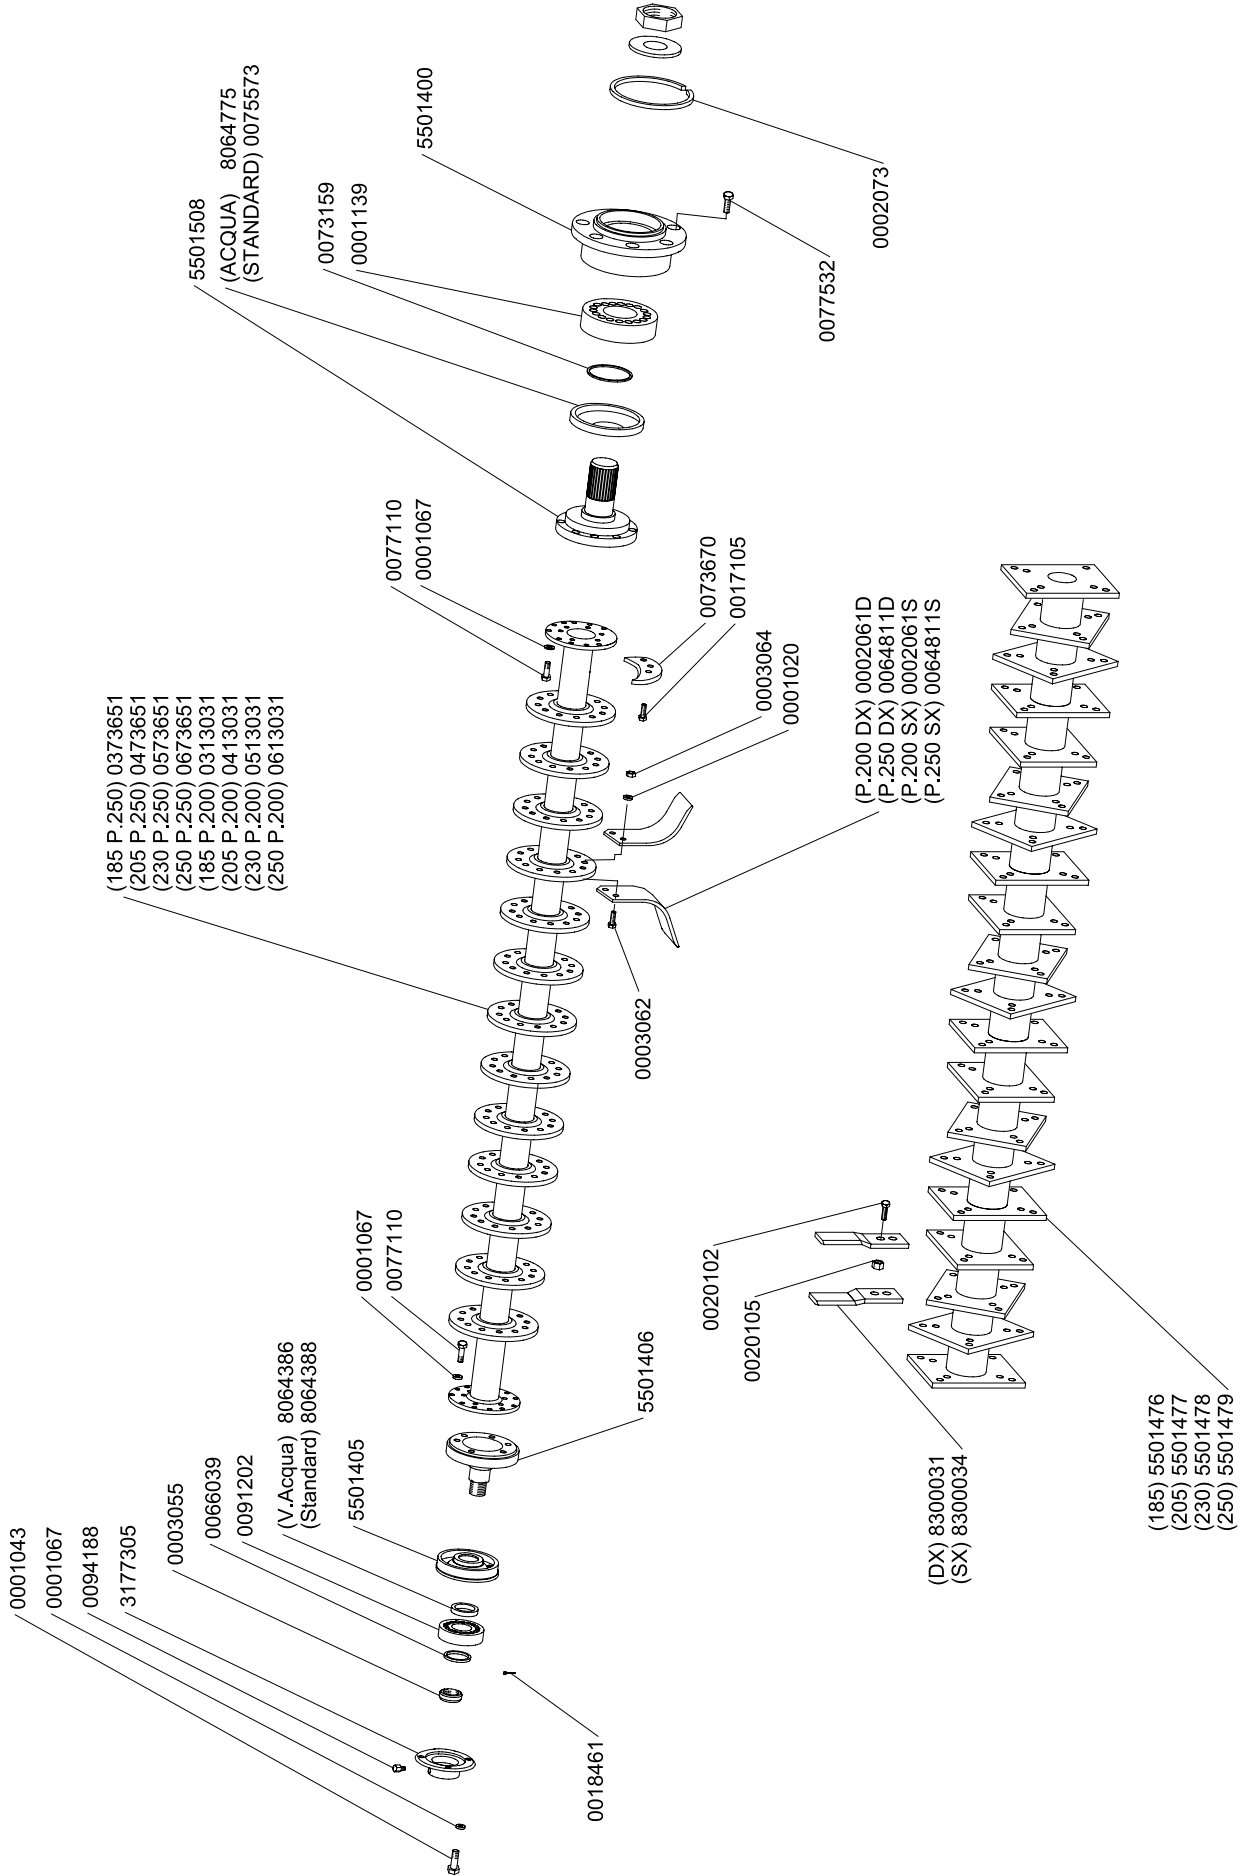 5501508
(ACQUA) 8064775
(STANDARD) 0075573
0073159
0001139
5501400
0002073
0077532
0077110
0001067
0073670
0017105
0003064
0001020
(P.200 DX) 0002061D
(P.250 DX) 0064811D
(P.200 SX) 0002061S
(P.250 SX) 0064811S
(185 P.250) 0373651
(205 P.250) 0473651
(230 P.250) 0573651
(250 P.250) 0673651
(185 P.200) 0313031
(205 P.200) 0413031
(230 P.200) 0513031
(250 P.200) 0613031
0003062
0001067
0077110
5501406
0020102
0020105
(DX) 8300031
(SX) 8300034
(185) 5501476
(205) 5501477
(230) 5501478
(250) 5501479
0001043
0001067
0094188
3177305
0003055
0066039
0091202
(V.Acqua) 8064386
(Standard) 8064388
5501405
0018461